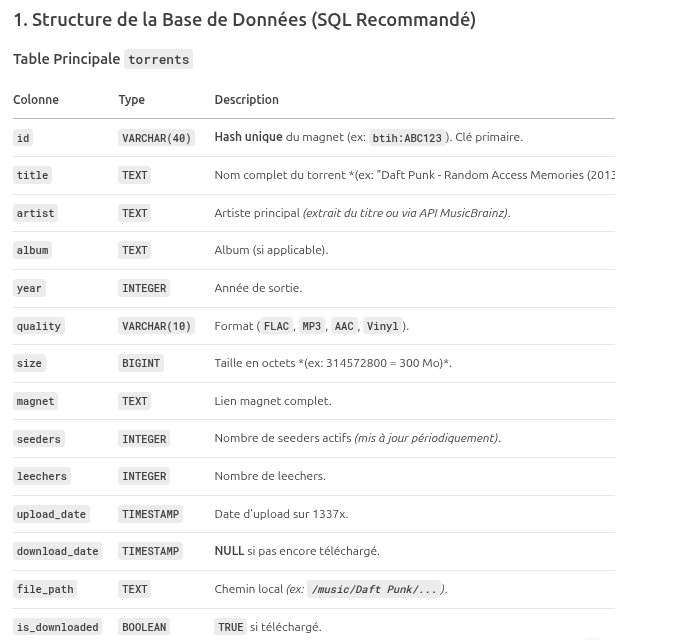 1. Structure de la Base de Données (SQL Recommandé)
Table Principale torrents
Colonne Type Description
id VARCHAR(40) Hash unique du magnet (ex: btih:ABC123 ). Clé primaire.
title TEXT Nom complet du torrent *(ex: "Daft Punk - Random Access Memories (2013
artist TEXT Artiste principal (extrait du titre ou via API MusicBrainz).
album TEXT Album (si applicable).
year INTEGER Année de sortie.
quality VARCHAR(10) Format ( FLAC , MP3 , AAC , Vinyl ).
size BIGINT Taille en octets *(ex: 314572800 = 300 Mo)*.
magnet TEXT Lien magnet complet.
seeders INTEGER Nombre de seeders actifs (mis à jour périodiquement).
leechers INTEGER Nombre de leechers.
upload_date TIMESTAMP Date d'upload sur 1337x.
download_date TIMESTAMP NULL si pas encore téléchargé.
file_path TEXT Chemin local (ex: /music/Daft Punk/... ).
is_downloaded BOOLEAN TRUE si téléchargé.